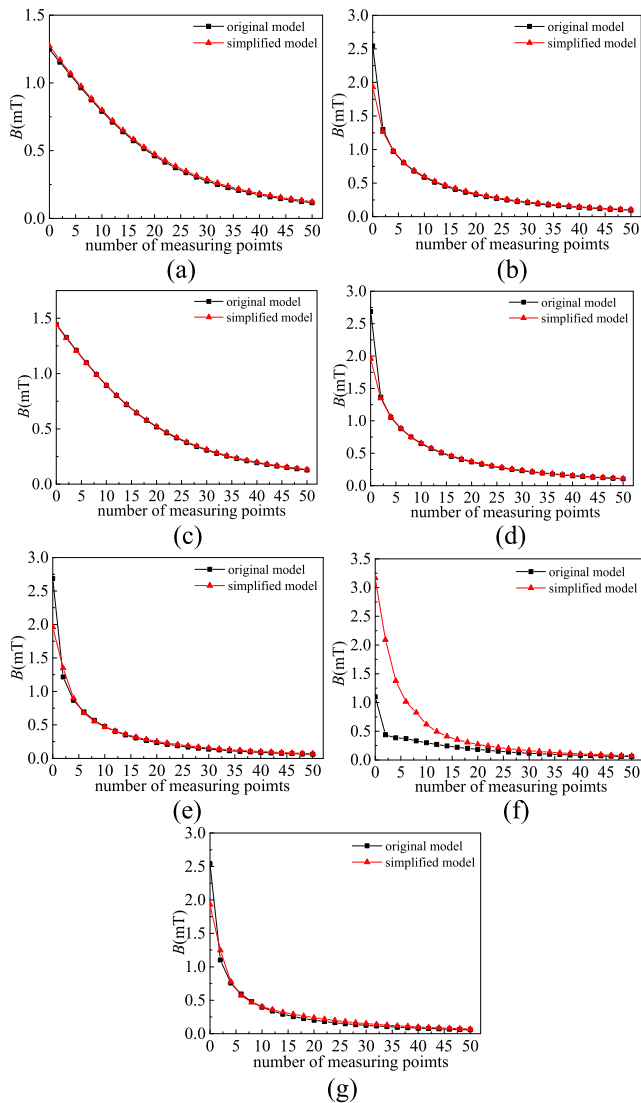 1.5
1.0
0.5
0.0
B(mT)
original model
simplified model
0 5 10 15 20 25 30 35 40 45 50
number of measuring poimts
(a)
3.0
2.5
2.0
1.5
1.0
0.5
0.0
B(mT)
original model
simplified model
0 5 10 15 20 25 30 35 40 45 50
number of measuring poimts
(b)
1.5
1.0
0.5
0.0
B(mT)
original model
simplified model
0 5 10 15 20 25 30 35 40 45 50
number of measuring poimts
(c)
3.0
2.5
2.0
1.5
1.0
0.5
0.0
B(mT)
original model
simplified model
0 5 10 15 20 25 30 35 40 45 50
number of measuring poimts
(d)
3.0
2.5
2.0
1.5
1.0
0.5
0.0
B(mT)
original model
simplified model
0 5 10 15 20 25 30 35 40 45 50
number of measuring poimts
(e)
3.5
3.0
2.5
2.0
1.5
1.0
0.5
0.0
B(mT)
original model
simplified model
0 5 10 15 20 25 30 35 40 45 50
number of measuring poimts
(f)
3.0
2.5
2.0
1.5
1.0
0.5
0.0
B(mT)
original model
simplified model
0 5 10 15 20 25 30 35 40 45 50
number of measuring poimts
(g)